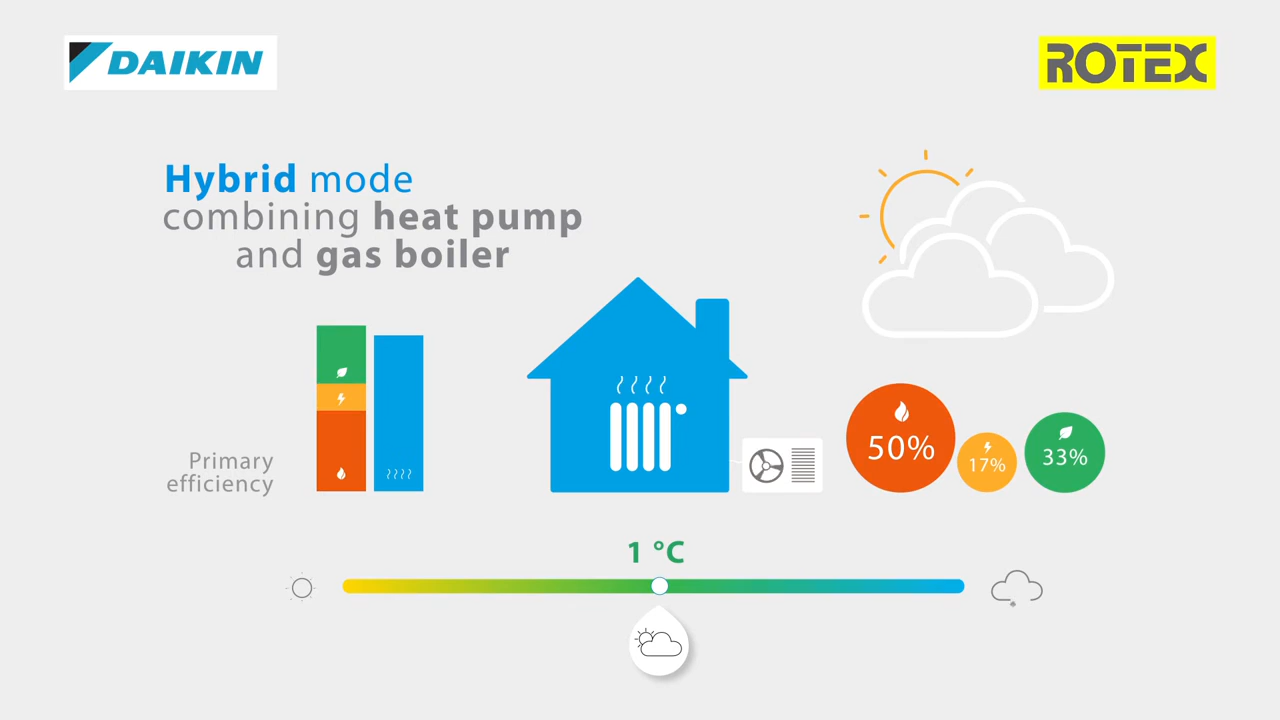 DAIKIN
ROTEX
Hybrid mode
combining heat pump
and gas boiler
Primary
efficiency
50%
17%
33%
1 °C